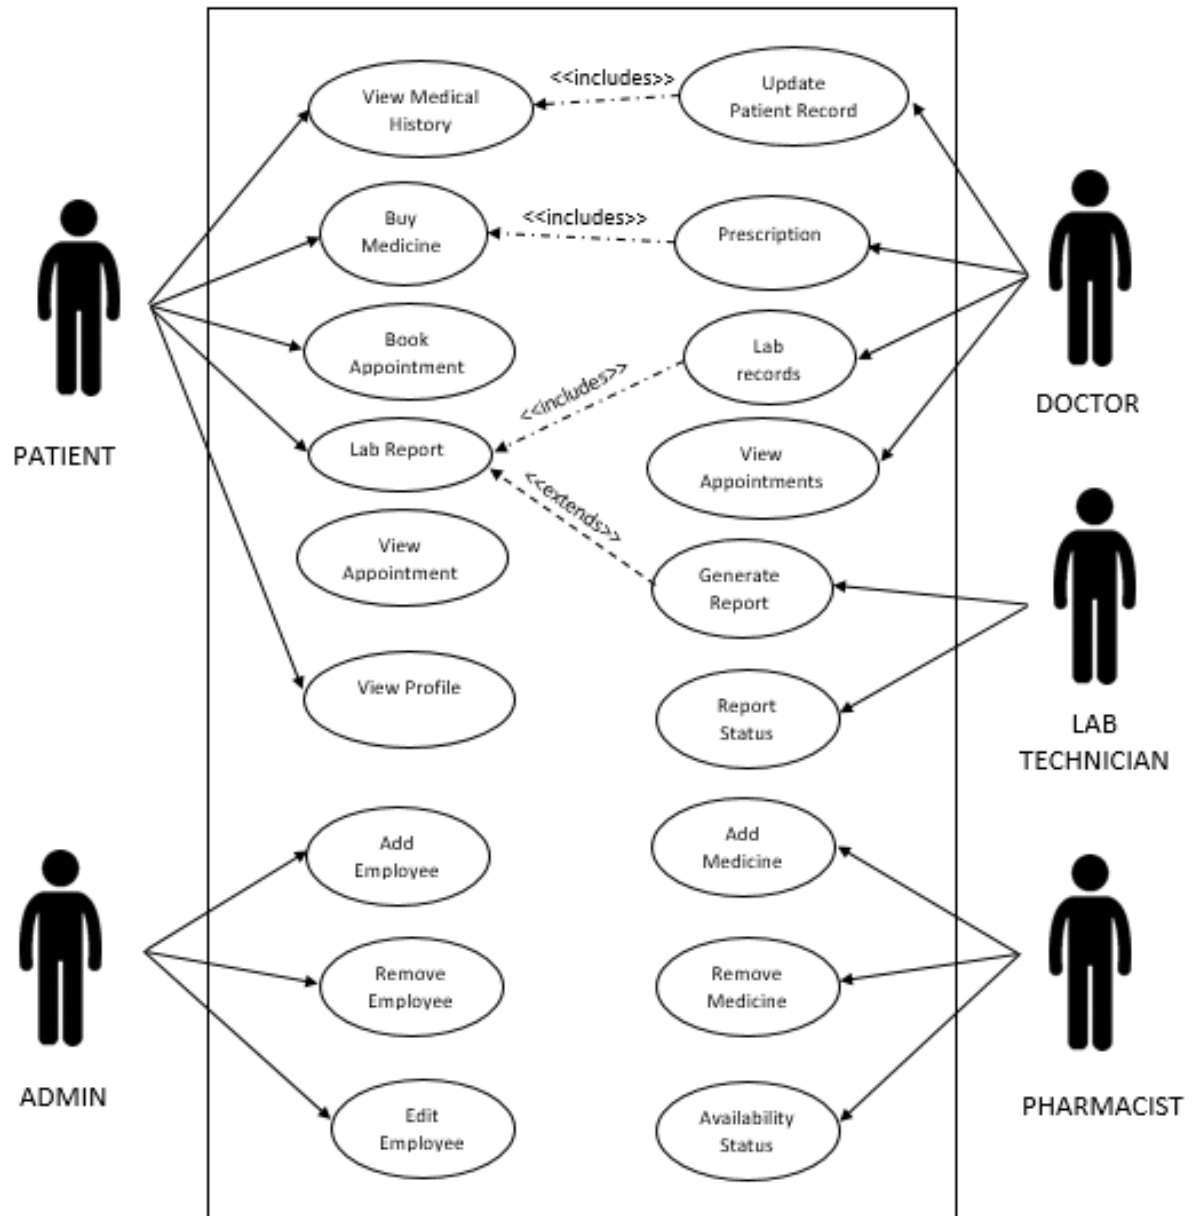 View Medical
History
<<includes>>
Update
Patient Record
Buy
Medicine
<<includes>>
Prescription
Book
Appointment
<<includes>>
Lab
records
Lab Report
<<extends>>
View
Appointments
View
Appointment
Generate
Report
View Profile
Report
Status
PATIENT
DOCTOR
LAB
TECHNICIAN
Add
Employee
Add
Medicine
Remove
Employee
Remove
Medicine
Edit
Employee
Availability
Status
ADMIN
PHARMACIST